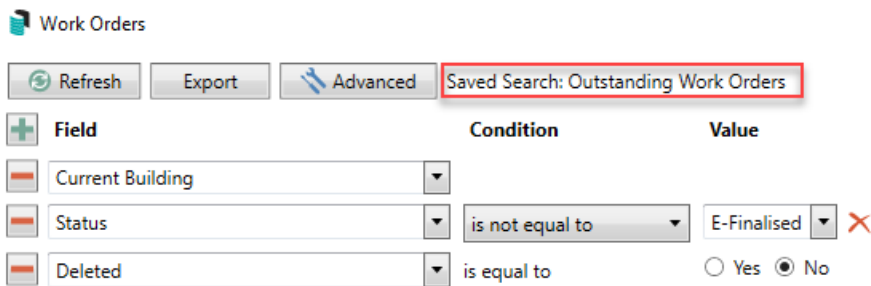 Work Orders
Refresh Export Advanced Saved Search: Outstanding Work Orders
Field Condition Value
Current Building
Status is not equal to E-Finalised
Deleted is equal to Yes No